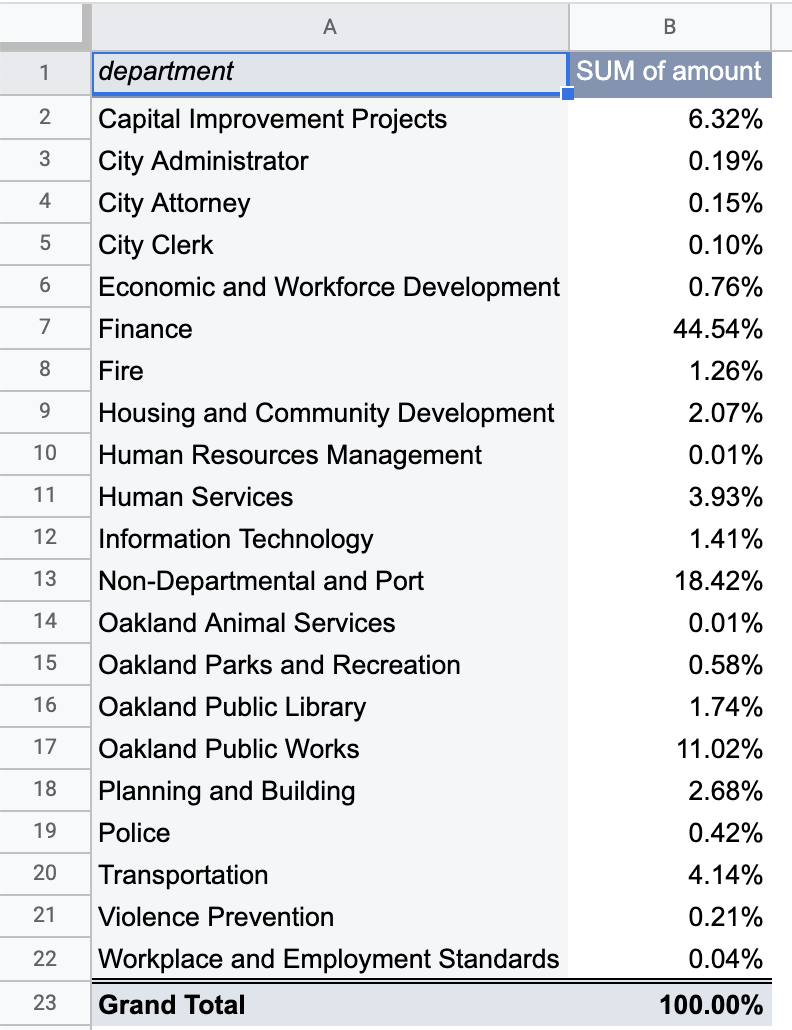 A B
1 department SUM of amount
2 Capital Improvement Projects 6.32%
3 City Administrator 0.19%
4 City Attorney 0.15%
5 City Clerk 0.10%
6 Economic and Workforce Development 0.76%
7 Finance 44.54%
8 Fire 1.26%
9 Housing and Community Development 2.07%
10 Human Resources Management 0.01%
11 Human Services 3.93%
12 Information Technology 1.41%
13 Non-Departmental and Port 18.42%
14 Oakland Animal Services 0.01%
15 Oakland Parks and Recreation 0.58%
16 Oakland Public Library 1.74%
17 Oakland Public Works 11.02%
18 Planning and Building 2.68%
19 Police 0.42%
20 Transportation 4.14%
21 Violence Prevention 0.21%
22 Workplace and Employment Standards 0.04%
23 Grand Total 100.00%